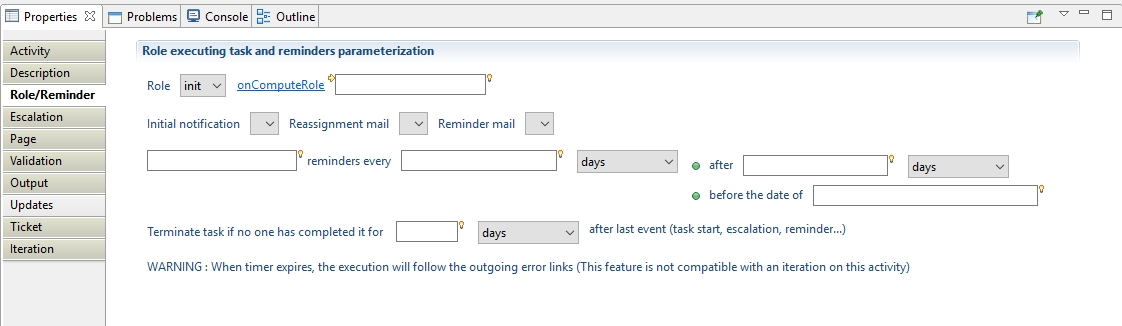 Properties Problems Console Outline
Activity
Description
Role/Reminder
Escalation
Page
Validation
Output
Updates
Ticket
Iteration
Role executing task and reminders parameterization
Role init onComputeRole
Initial notification Reassignment mail Reminder mail
reminders every days after days
before the date of
Terminate task if no one has completed it for days after last event (task start, escalation, reminder...)
WARNING : When timer expires, the execution will follow the outgoing error links (This feature is not compatible with an iteration on this activity)